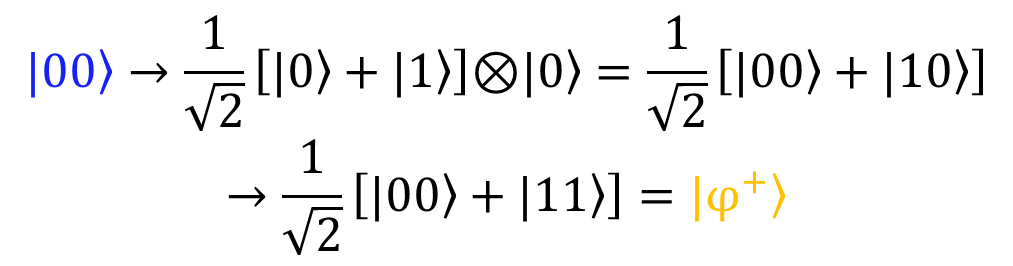 |00⟩ → 1/√2 [|0⟩ + |1⟩]⊗|0⟩ = 1/√2 [|00⟩ + |10⟩]
→ 1/√2 [|00⟩ + |11⟩] = |φ⁺⟩